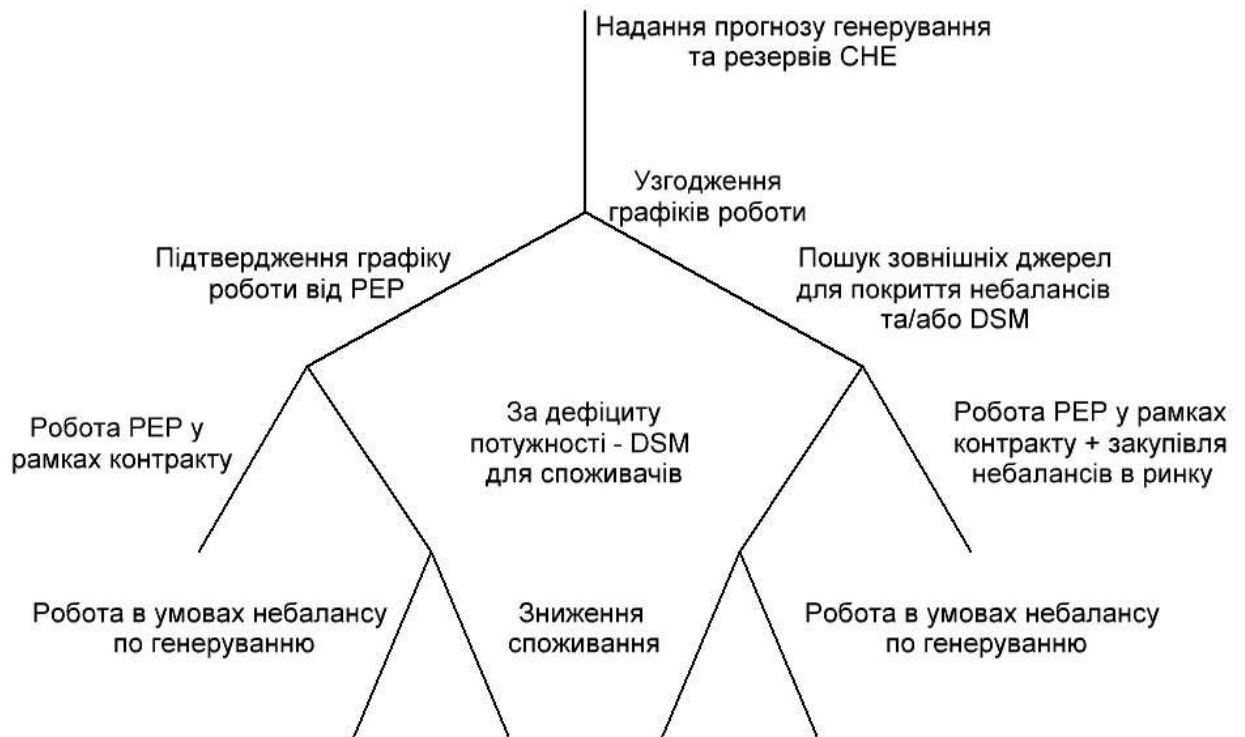 Надання прогнозу генерування
та резервів СНЕ
Узгодження
графіків роботи
Підтвердження графіку
роботи від РЕР
Пошук зовнішніх джерел
для покриття небалансів
та/або DSM
Робота РЕР у
рамках контракту
За дефіциту
потужності - DSM
для споживачів
Робота РЕР у рамках
контракту + закупівля
небалансів в ринку
Робота в умовах небалансу
по генеруванню
Зниження
споживання
Робота в умовах небалансу
по генеруванню